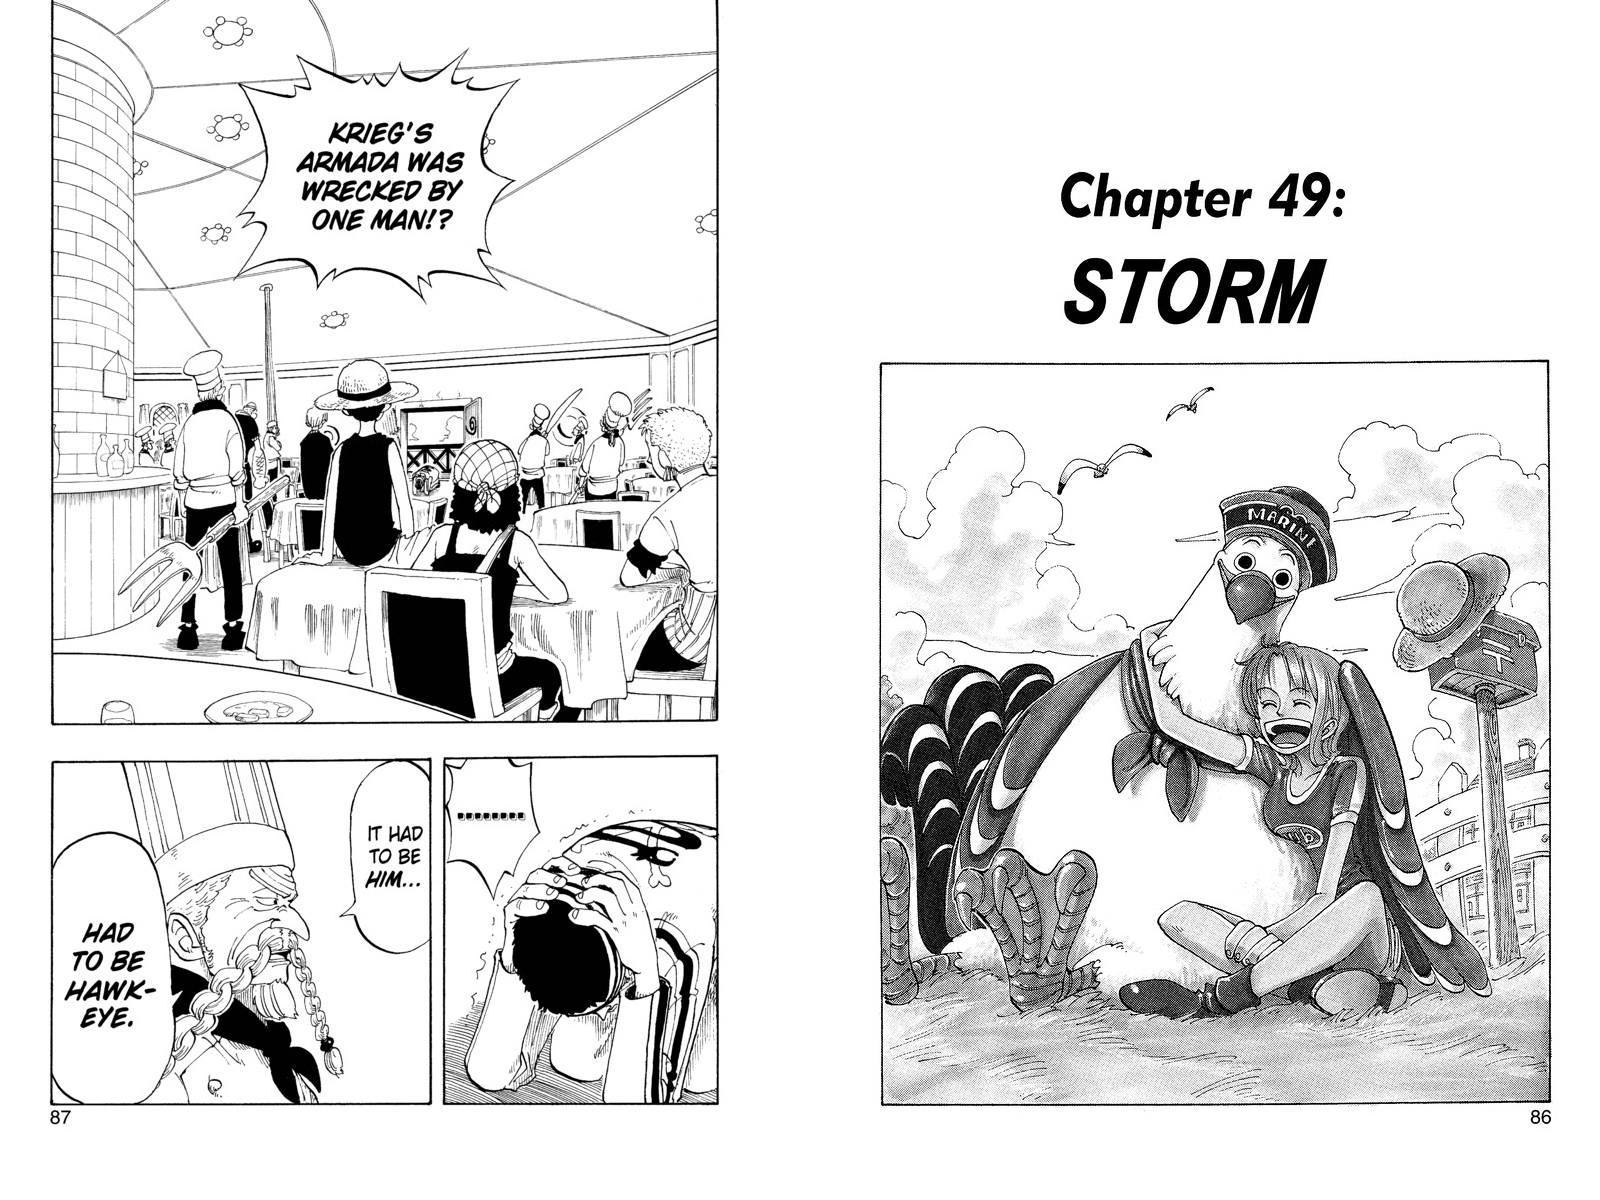 Chapter 49:
STORM
MARINE
86
KRIEG'S
ARMADA WAS
WRECKED BY
ONE MAN!?
.........
IT HAD
TO BE
HIM...
HAD
TO BE
HAWK-
EYE.
87